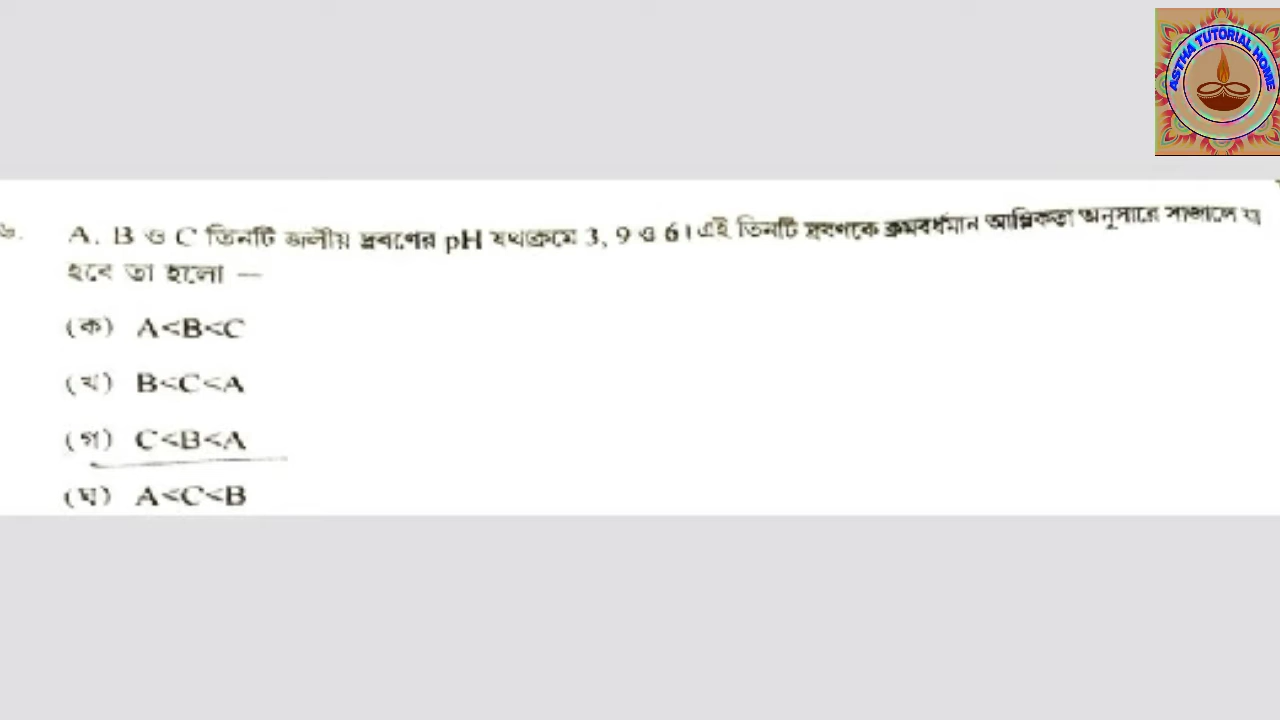 ASTHA TUTORIAL HOME
৬. A, B ও C তিনটি জলীয় দ্রবণের pH যথাক্রমে 3, 9 ও 6। এই তিনটি দ্রবণকে ক্রমবর্ধমান আম্লিকতা অনুসারে সাজালে যা
হবে তা হলো —
(ক) A<B<C
(খ) B<C<A
(গ) C<B<A
(ঘ) A<C<B